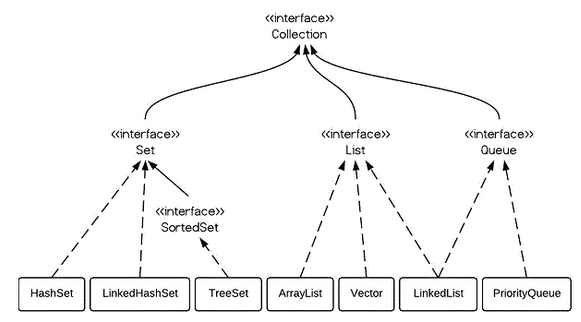 «interface»
Collection
«interface»
Set
«interface»
List
«interface»
Queue
«interface»
SortedSet
HashSet
LinkedHashSet
TreeSet
ArrayList
Vector
LinkedList
PriorityQueue